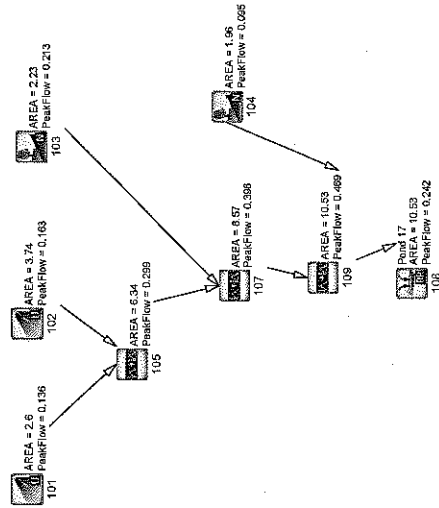 AREA = 2.6
PeakFlow = 0.136
101
AREA = 3.74
PeakFlow = 0.163
102
AREA = 2.23
PeakFlow = 0.213
103
AREA = 6.34
PeakFlow = 0.299
105
AREA = 8.57
PeakFlow = 0.398
107
AREA = 1.96
PeakFlow = 0.095
104
AREA = 10.53
PeakFlow = 0.489
109
Pond 17
AREA = 10.53
PeakFlow = 0.242
108